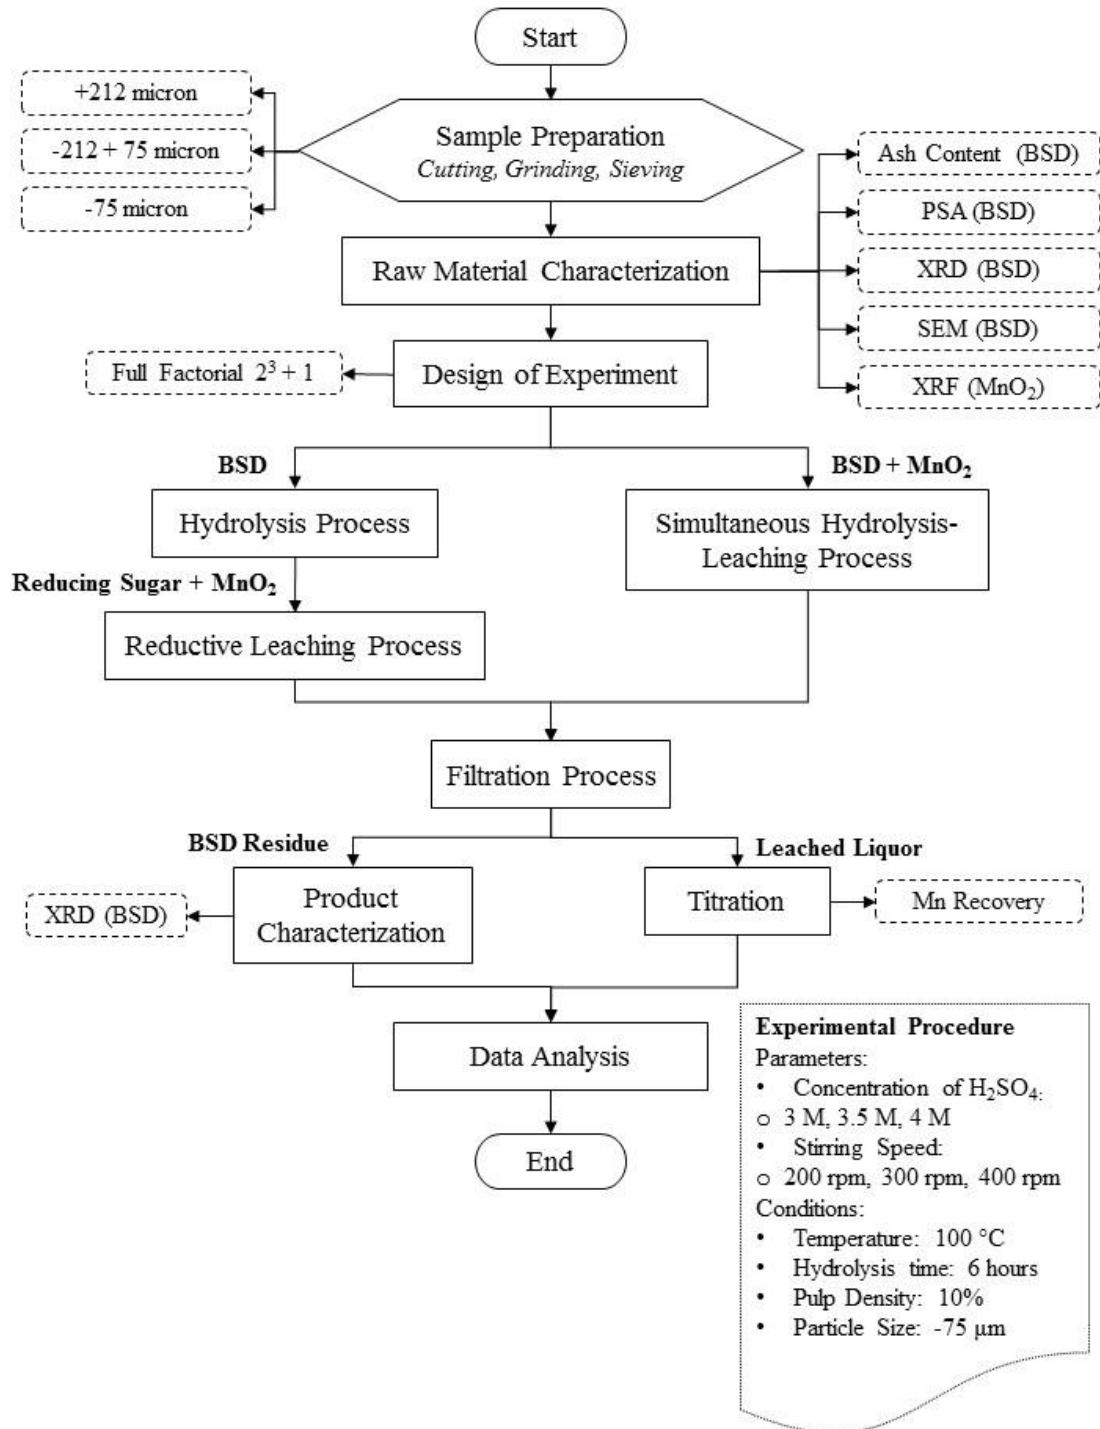 Start
+212 micron
-212 + 75 micron
-75 micron
Sample Preparation
Cutting, Grinding, Sieving
Ash Content (BSD)
PSA (BSD)
XRD (BSD)
SEM (BSD)
XRF (MnO₂)
Raw Material Characterization
Full Factorial 2³ + 1
Design of Experiment
BSD
BSD + MnO₂
Hydrolysis Process
Simultaneous Hydrolysis-
Leaching Process
Reducing Sugar + MnO₂
Reductive Leaching Process
Filtration Process
BSD Residue
Leached Liquor
XRD (BSD)
Product
Characterization
Titration
Mn Recovery
Data Analysis
End
Experimental Procedure
Parameters:
• Concentration of H₂SO₄:
o 3 M, 3.5 M, 4 M
• Stirring Speed:
o 200 rpm, 300 rpm, 400 rpm
Conditions:
• Temperature: 100 °C
• Hydrolysis time: 6 hours
• Pulp Density: 10%
• Particle Size: -75 µm